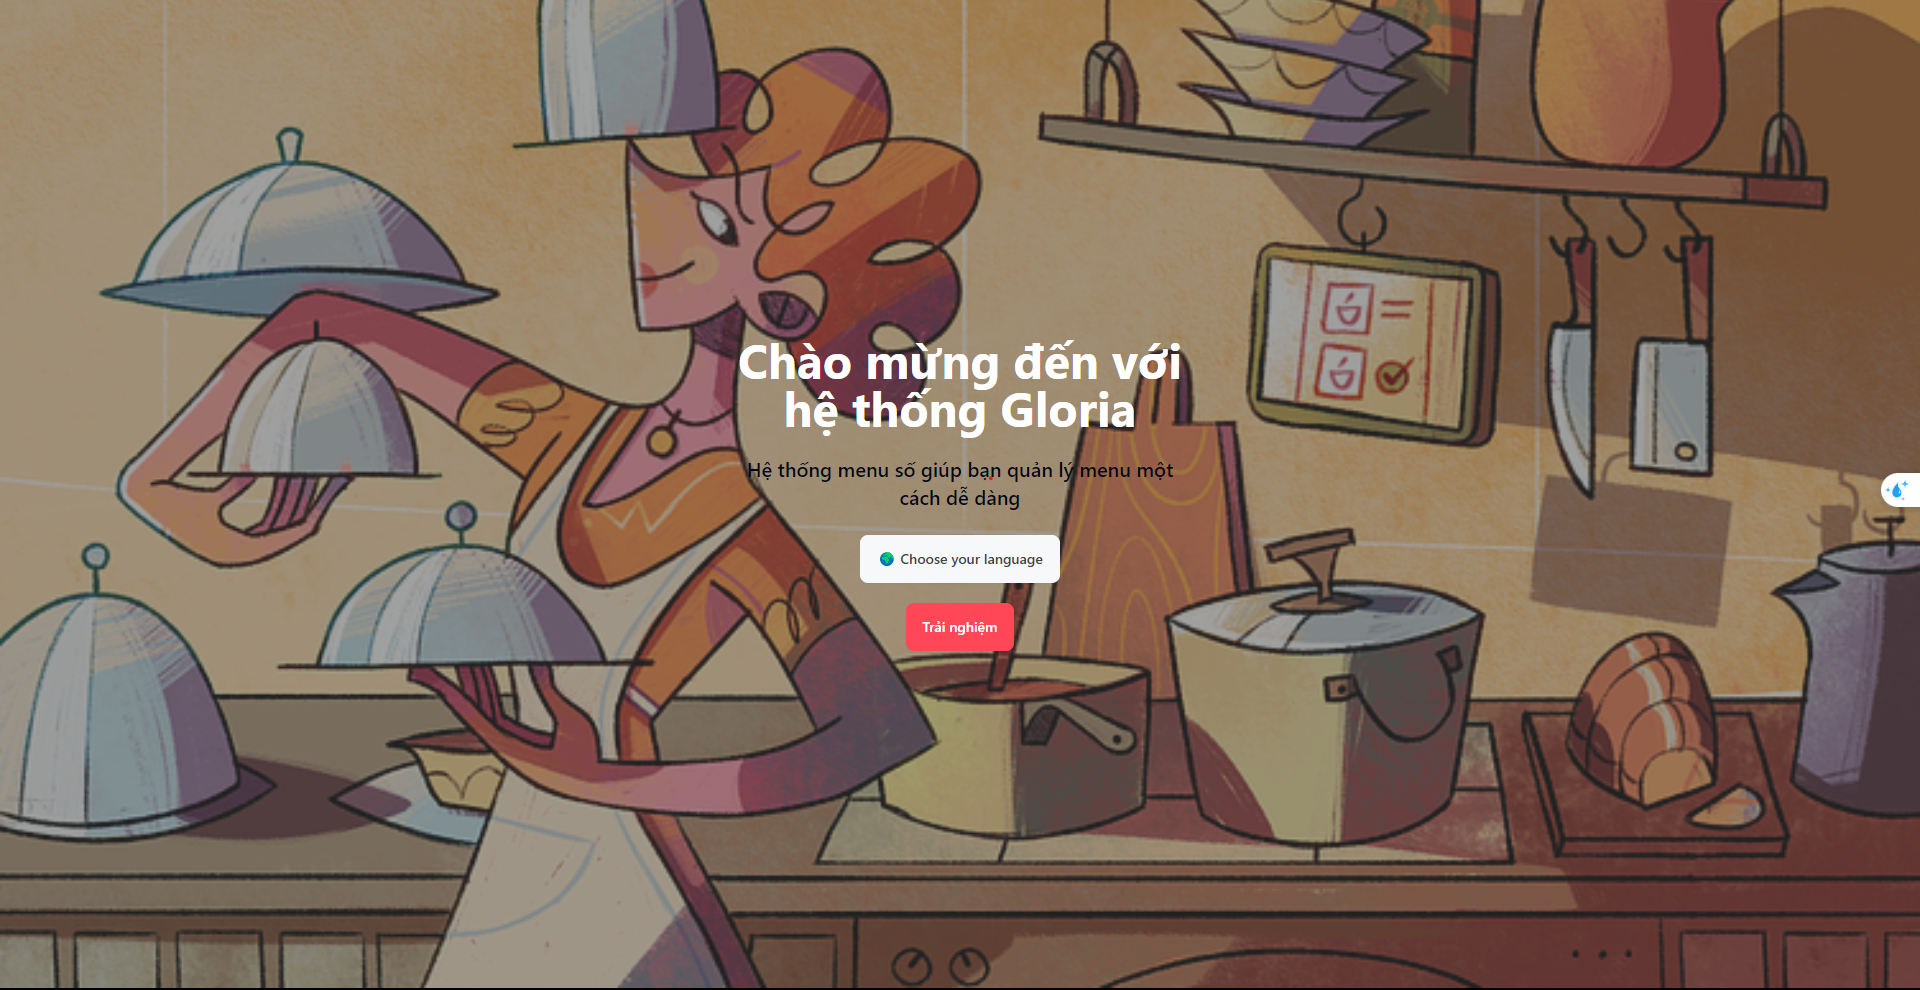 Chào mừng đến với
hệ thống Gloria
Hệ thống menu số giúp bạn quản lý menu một
cách dễ dàng
Choose your language
Trải nghiệm